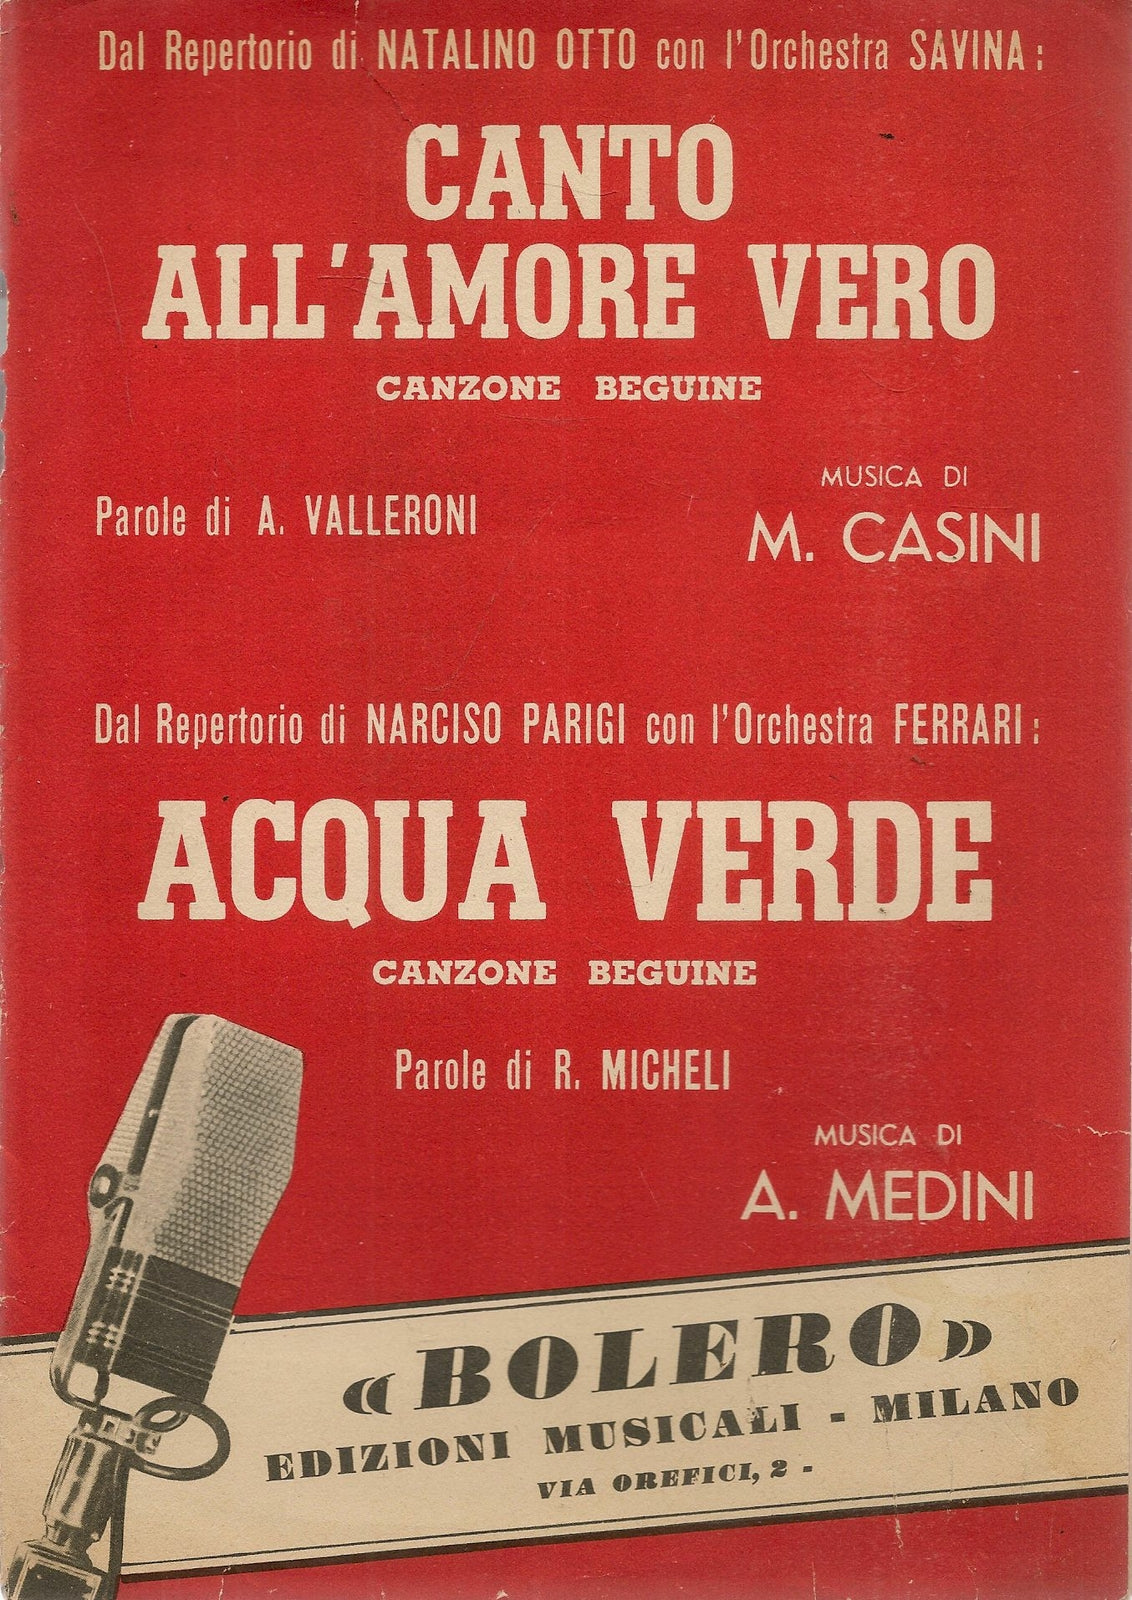 Dal Repertorio di NATALINO OTTO con l'Orchestra SAVINA:
CANTO
ALL'AMORE VERO
CANZONE BEGUINE
Parole di A. VALLERONI
MUSICA DI
M. CASINI
Dal Repertorio di NARCISO PARIGI con l'Orchestra FERRARI:
ACQUA VERDE
CANZONE BEGUINE
Parole di R. MICHELI
MUSICA DI
A. MEDINI
«BOLERO»
EDIZIONI MUSICALI - MILANO
VIA OREFICI, 2 -